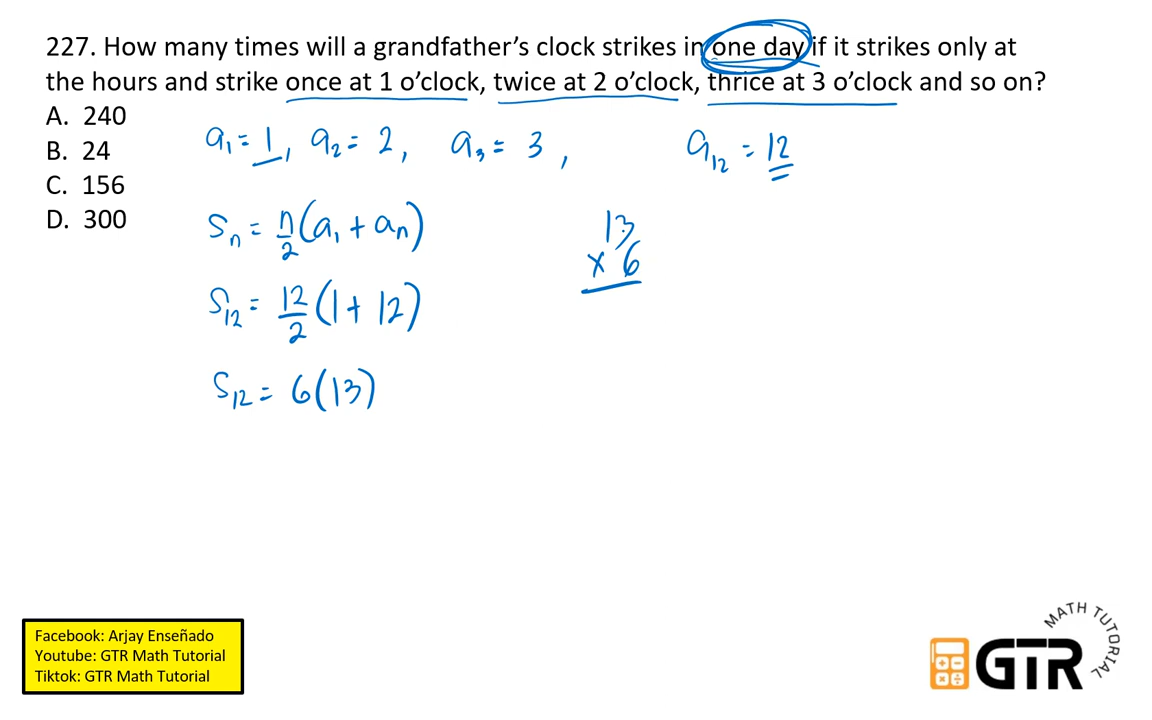 227. How many times will a grandfather’s clock strikes in one day if it strikes only at
the hours and strike once at 1 o’clock, twice at 2 o’clock, thrice at 3 o’clock and so on?
A. 240
B. 24
C. 156
D. 300
a₁ = 1, a₂ = 2, a₃ = 3, a₁₂ = 12
Sₙ = n/2 (a₁ + aₙ)
13
× 6
S₁₂ = 12/2 (1 + 12)
S₁₂ = 6(13)
Facebook: Arjay Enseñado
Youtube: GTR Math Tutorial
Tiktok: GTR Math Tutorial
GTR
MATH TUTORIAL